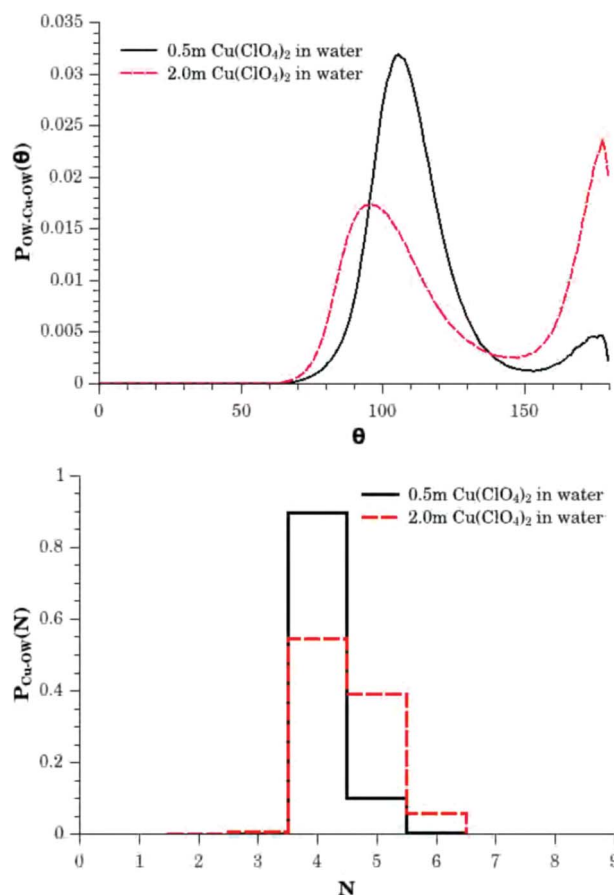 0.035
0.5m Cu(ClO₄)₂ in water
2.0m Cu(ClO₄)₂ in water
0.03
0.025
0.02
0.015
0.01
0.005
0
P_OW-Cu-OW(θ)
0 50 100 150
θ
1
0.5m Cu(ClO₄)₂ in water
2.0m Cu(ClO₄)₂ in water
0.8
0.6
0.4
0.2
0
P_Cu-OW(N)
0 1 2 3 4 5 6 7 8 9
N